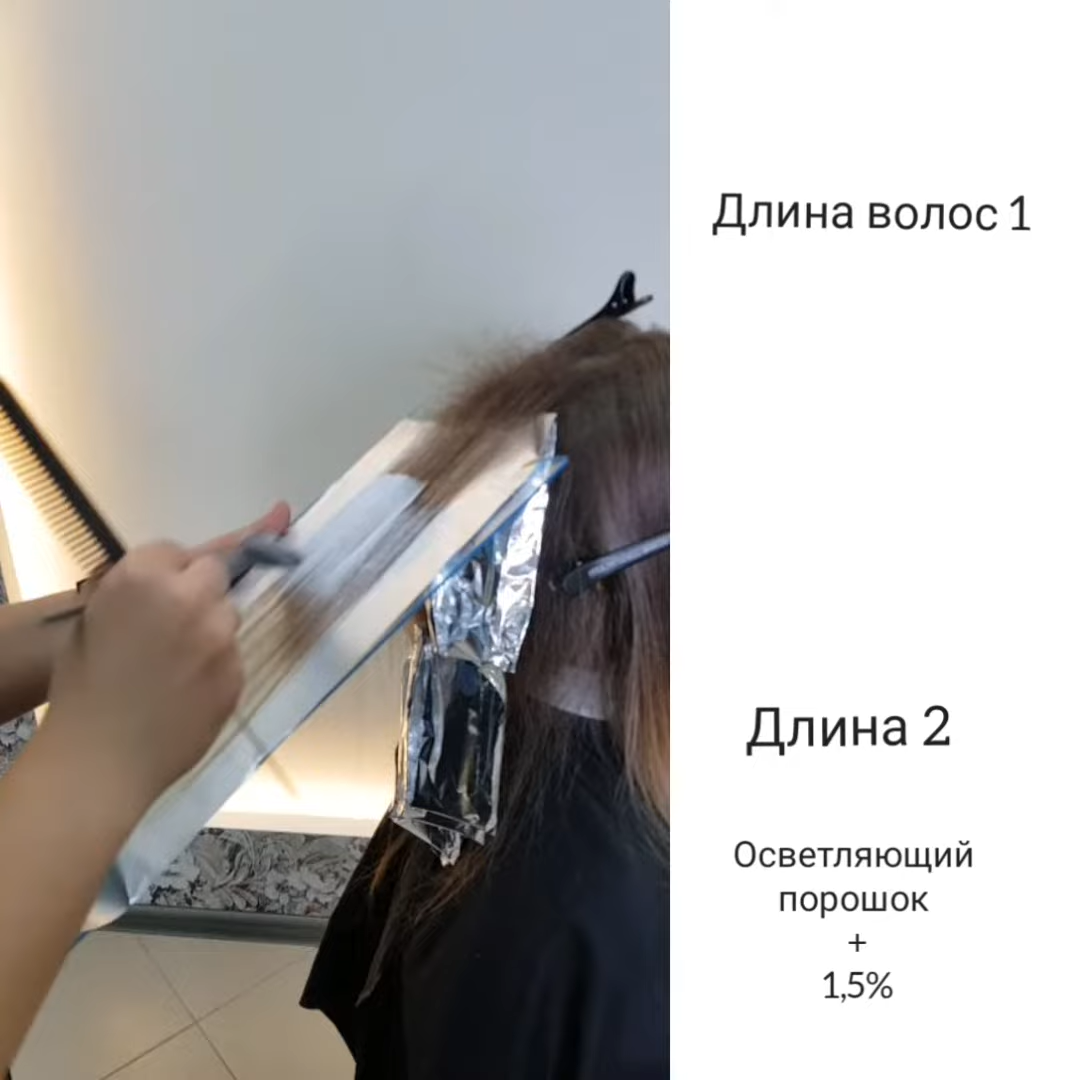 Длина волос 1
Длина 2
Осветляющий
порошок
+
1,5%